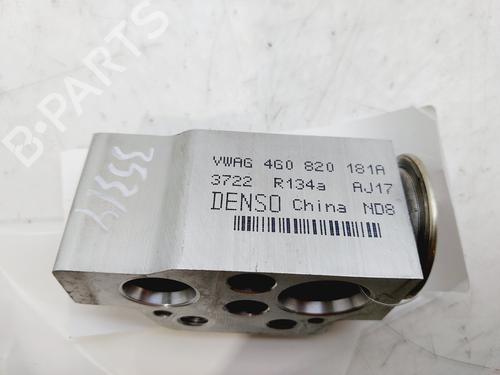 VWAG 4G0 820 181A
3722 R134a AJ17
DENSO China ND8
B-PARTS